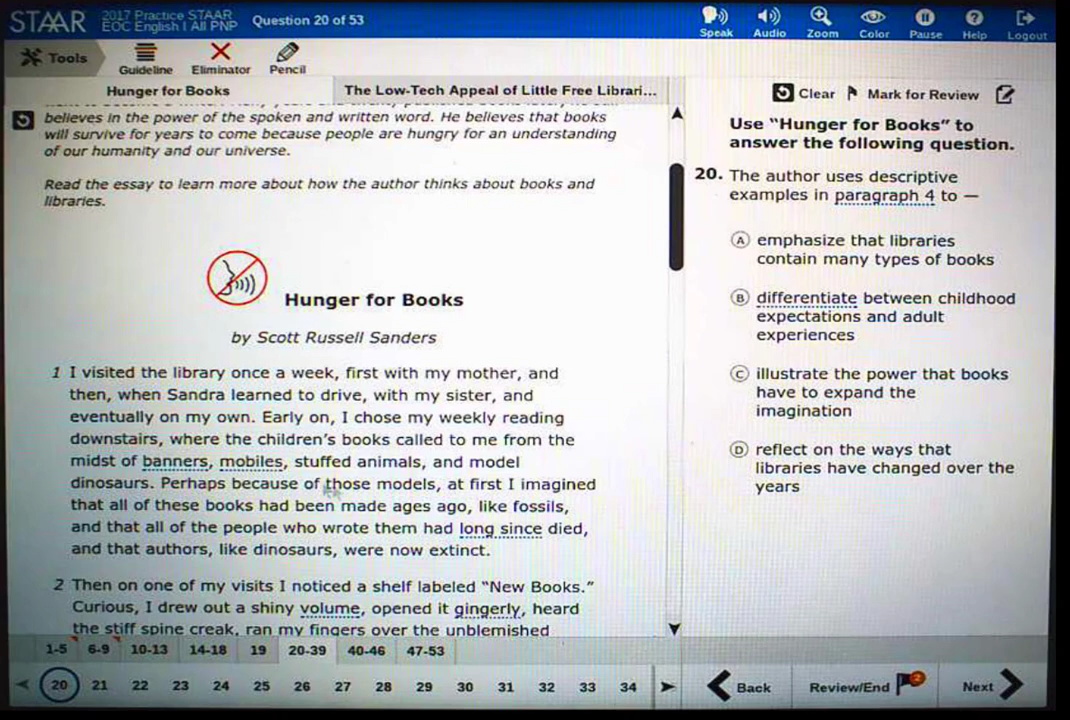 STAAR
2017 Practice STAAR
EOC English I All PNP
Question 20 of 53
Speak
Audio
Zoom
Color
Pause
Help
Logout
Tools
Guideline
Eliminator
Pencil
Hunger for Books
The Low-Tech Appeal of Little Free Librari...
believes in the power of the spoken and written word. He believes that books
will survive for years to come because people are hungry for an understanding
of our humanity and our universe.
Read the essay to learn more about how the author thinks about books and
libraries.
Hunger for Books
by Scott Russell Sanders
1 I visited the library once a week, first with my mother, and
then, when Sandra learned to drive, with my sister, and
eventually on my own. Early on, I chose my weekly reading
downstairs, where the children's books called to me from the
midst of banners, mobiles, stuffed animals, and model
dinosaurs. Perhaps because of those models, at first I imagined
that all of these books had been made ages ago, like fossils,
and that all of the people who wrote them had long since died,
and that authors, like dinosaurs, were now extinct.
2 Then on one of my visits I noticed a shelf labeled "New Books."
Curious, I drew out a shiny volume, opened it gingerly, heard
the stiff spine creak, ran my fingers over the unblemished
Clear
Mark for Review
Use "Hunger for Books" to
answer the following question.
20. The author uses descriptive
examples in paragraph 4 to —
A emphasize that libraries
contain many types of books
B differentiate between childhood
expectations and adult
experiences
C illustrate the power that books
have to expand the
imagination
D reflect on the ways that
libraries have changed over the
years
1-5 6-9 10-13 14-18 19 20-39 40-46 47-53
20 21 22 23 24 25 26 27 28 29 30 31 32 33 34
Back
Review/End
2
Next